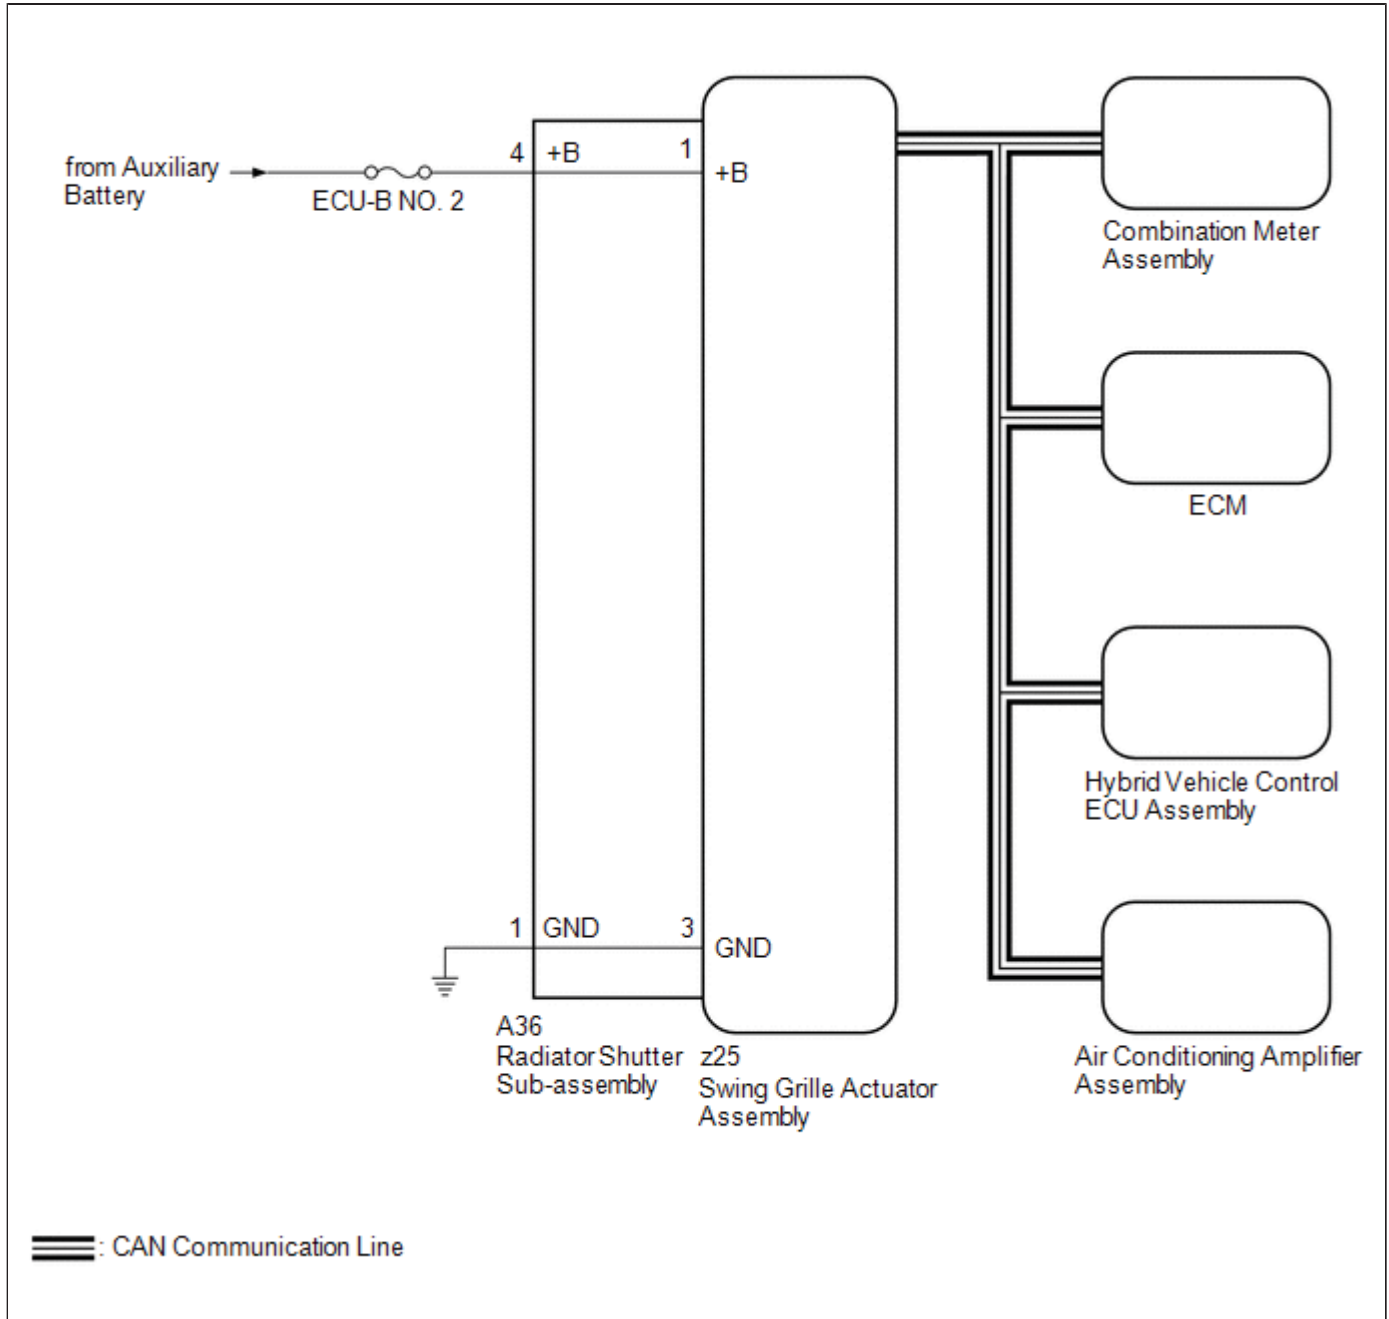 from Auxiliary
Battery
ECU-B NO. 2
4
+B
1
+B
Combination Meter
Assembly
ECM
Hybrid Vehicle Control
ECU Assembly
1
GND
3
GND
A36
Radiator Shutter
Sub-assembly
z25
Swing Grille Actuator
Assembly
Air Conditioning Amplifier
Assembly
: CAN Communication Line